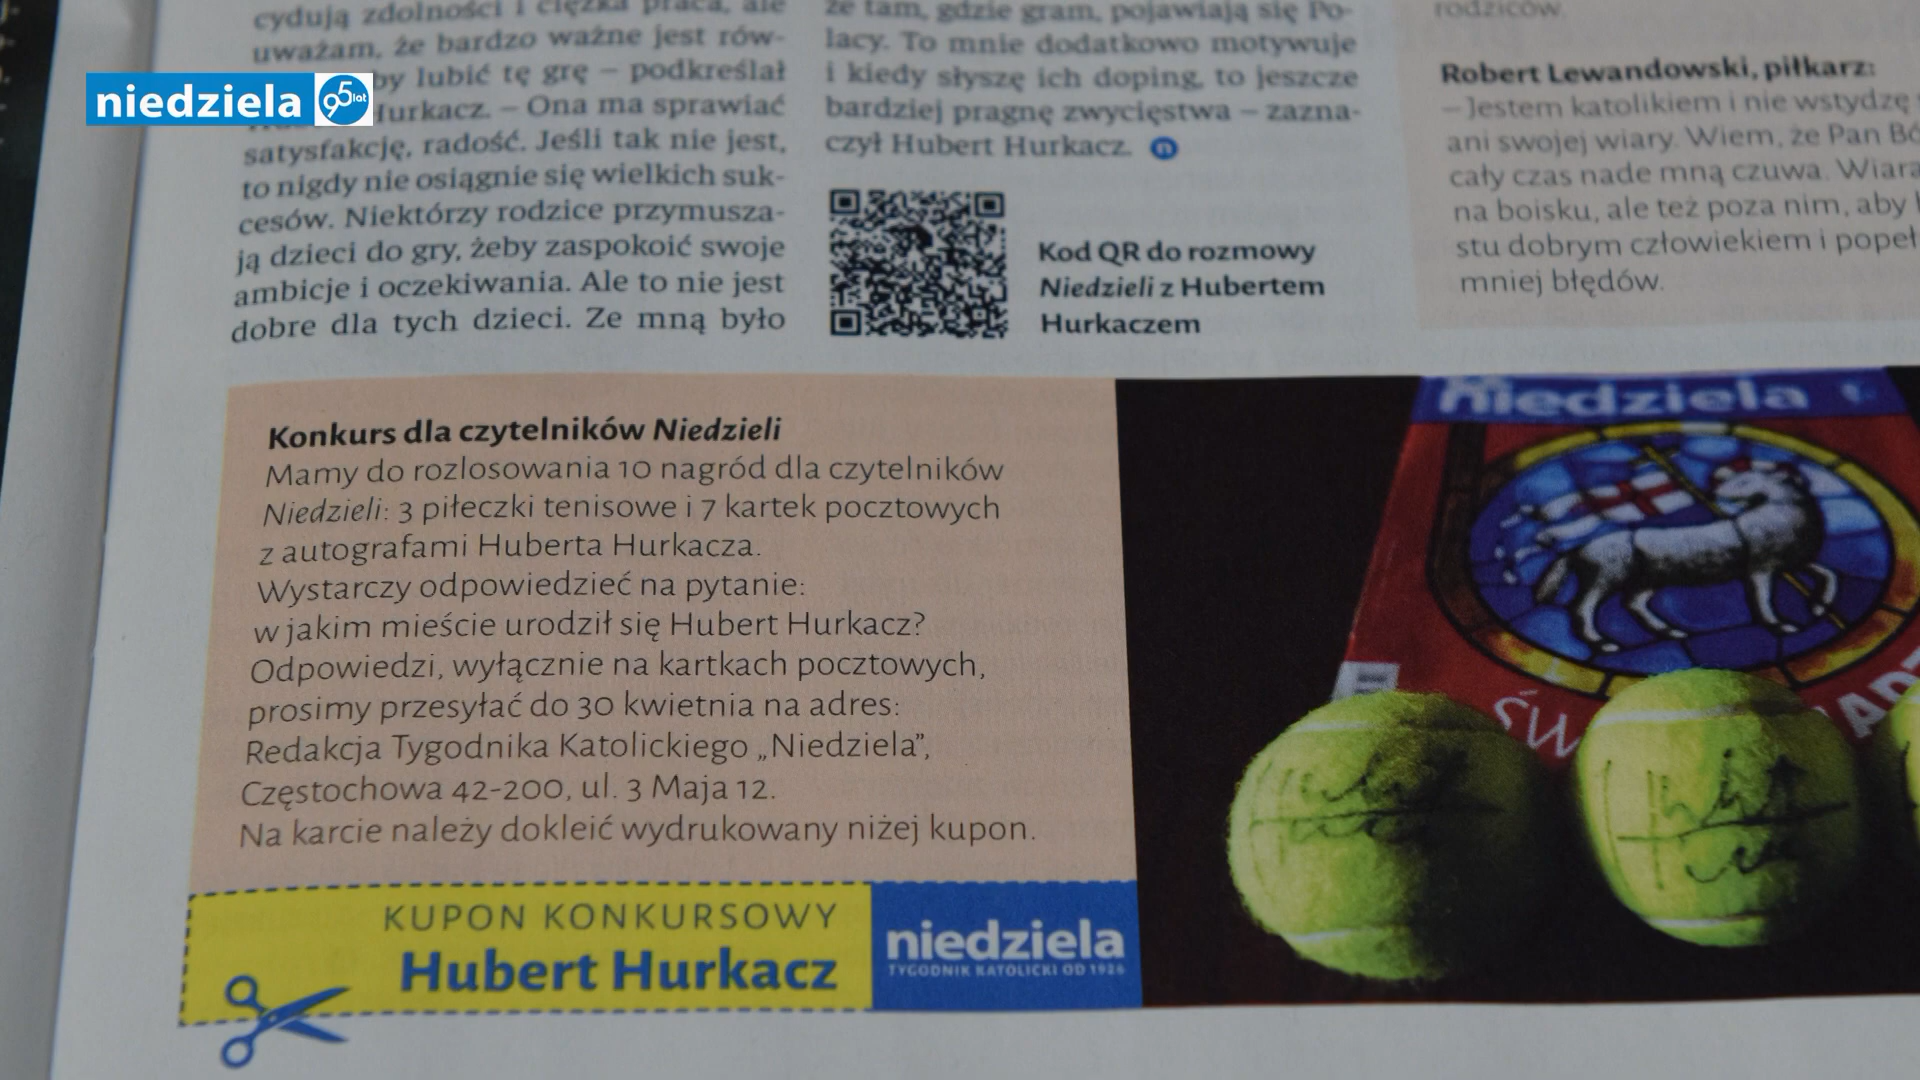 niedziela 95 lat
cydują zdolności i ciężka praca, ale
uważam, że bardzo ważne jest rów-
by lubić tę grę – podkreślał
Hurkacz. – Ona ma sprawiać
satysfakcję, radość. Jeśli tak nie jest,
to nigdy nie osiągnie się wielkich suk-
cesów. Niektórzy rodzice przymusza-
ją dzieci do gry, żeby zaspokoić swoje
ambicje i oczekiwania. Ale to nie jest
dobre dla tych dzieci. Ze mną było
że tam, gdzie gram, pojawiają się Po-
lacy. To mnie dodatkowo motywuje
i kiedy słyszę ich doping, to jeszcze
bardziej pragnę zwycięstwa – zazna-
czył Hubert Hurkacz. n
Kod QR do rozmowy
Niedzieli z Hubertem
Hurkaczem
rodziców.
Robert Lewandowski, piłkarz:
– Jestem katolikiem i nie wstydzę
ani swojej wiary. Wiem, że Pan Bó
cały czas nade mną czuwa. Wiara
na boisku, ale też poza nim, aby
stu dobrym człowiekiem i popeł
mniej błędów.
Konkurs dla czytelników Niedzieli
Mamy do rozlosowania 10 nagród dla czytelników
Niedzieli: 3 piłeczki tenisowe i 7 kartek pocztowych
z autografami Huberta Hurkacza.
Wystarczy odpowiedzieć na pytanie:
w jakim mieście urodził się Hubert Hurkacz?
Odpowiedzi, wyłącznie na kartkach pocztowych,
prosimy przesyłać do 30 kwietnia na adres:
Redakcja Tygodnika Katolickiego „Niedziela”,
Częstochowa 42-200, ul. 3 Maja 12.
Na karcie należy dokleić wydrukowany niżej kupon.
KUPON KONKURSOWY
Hubert Hurkacz
niedziela
TYGODNIK KATOLICKI OD 1926
niedziela
ŚW